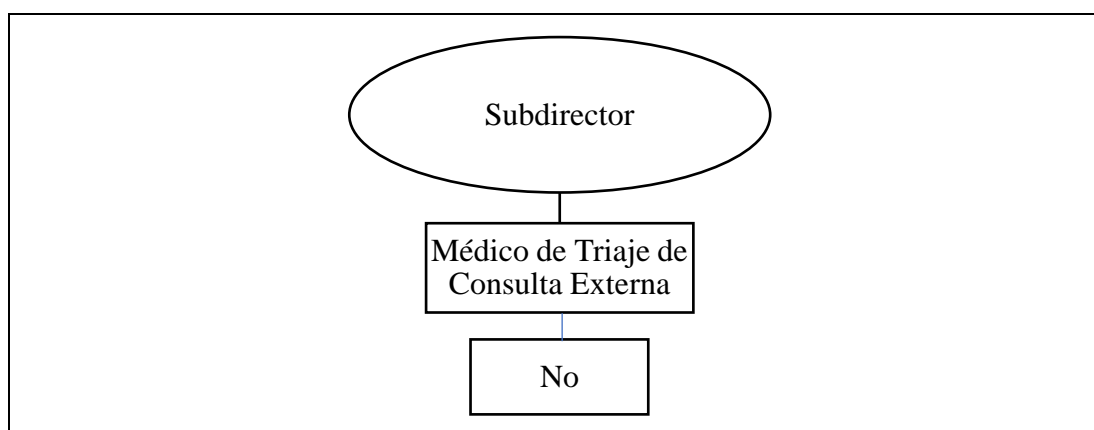 Subdirector
Médico de Triaje de
Consulta Externa
No